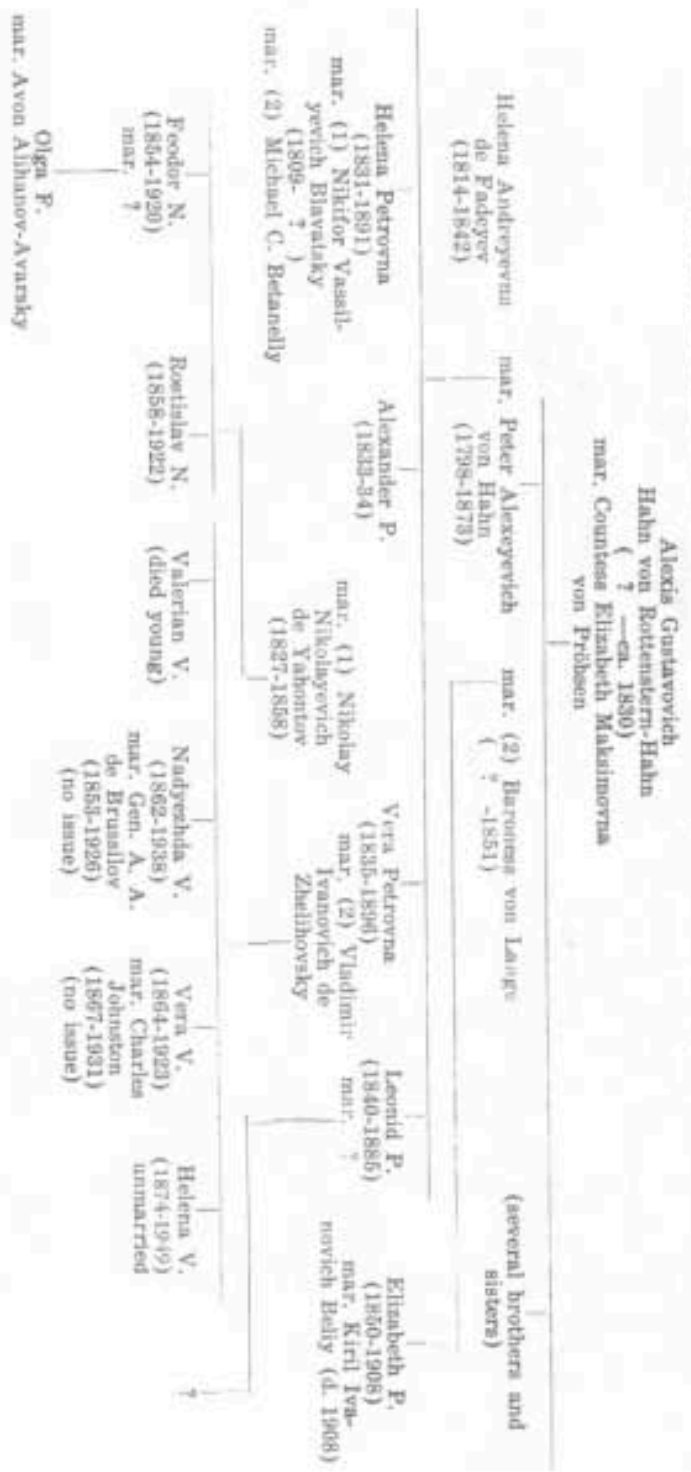 Alexis Gustavovich
Hahn von Rottenstern-Hahn
( ? —ca. 1830)
mar. Countess Elizabeth Maksimovna
von Pröbsen
Helena Andreyevna
de Fadeyev
(1814-1842)
mar. Peter Alexeyevich
von Hahn
(1798-1873)
mar. (2) Baroness von Lange
( ? -1851)
(several brothers and
sisters)
Helena Petrovna
(1831-1891)
mar. (1) Nikifor Vassil-
yevich Blavatsky
(1809- ? )
mar. (2) Michael C. Betanelly
Alexander P.
(1833-34)
Vera Petrovna
(1835-1896)
mar. (1) Nikolay
Nikolayevich
de Yahontov
(1827-1858)
mar. (2) Vladimir
Ivanovich de
Zhelihovsky
Leonid P.
(1840-1885)
mar. ?
Elizabeth P.
(1850-1908)
mar. Kiril Iva-
novich Beliy (d. 1908)
Feodor N.
(1854-1920)
mar. ?
Rostislav N.
(1858-1922)
Valerian V.
(died young)
Nadyezhda V.
(1862-1938)
mar. Gen. A. A.
de Brussilov
(1853-1926)
(no issue)
Vera V.
(1864-1923)
mar. Charles
Johnston
(1867-1931)
(no issue)
Helena V.
(1874-1949)
unmarried
?
Olga F.
mar. Avon Alihanov-Avarsky